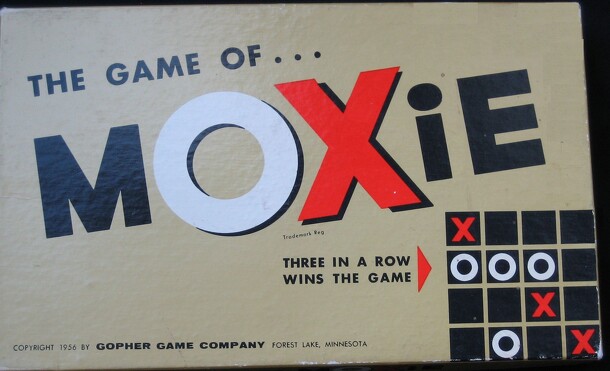 THE GAME OF...
MOXiE
Trademark Reg
THREE IN A ROW
WINS THE GAME
X
OOO
X
O X
COPYRIGHT 1956 BY GOPHER GAME COMPANY FOREST LAKE, MINNESOTA